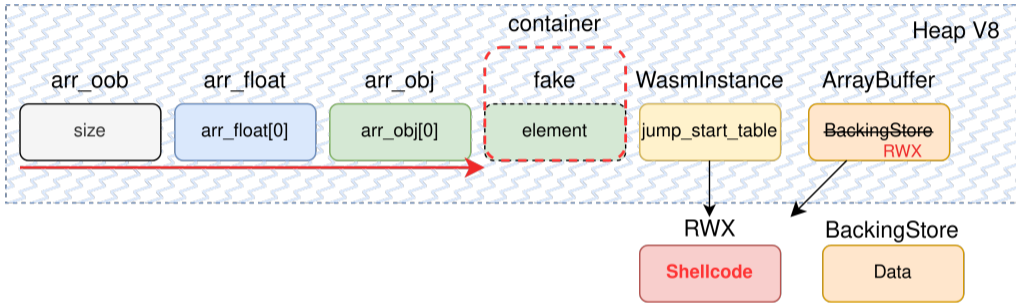 container
Heap V8
arr_oob
arr_float
arr_obj
fake
WasmInstance
ArrayBuffer
size
arr_float[0]
arr_obj[0]
element
jump_start_table
BackingStore
RWX
RWX
BackingStore
Shellcode
Data